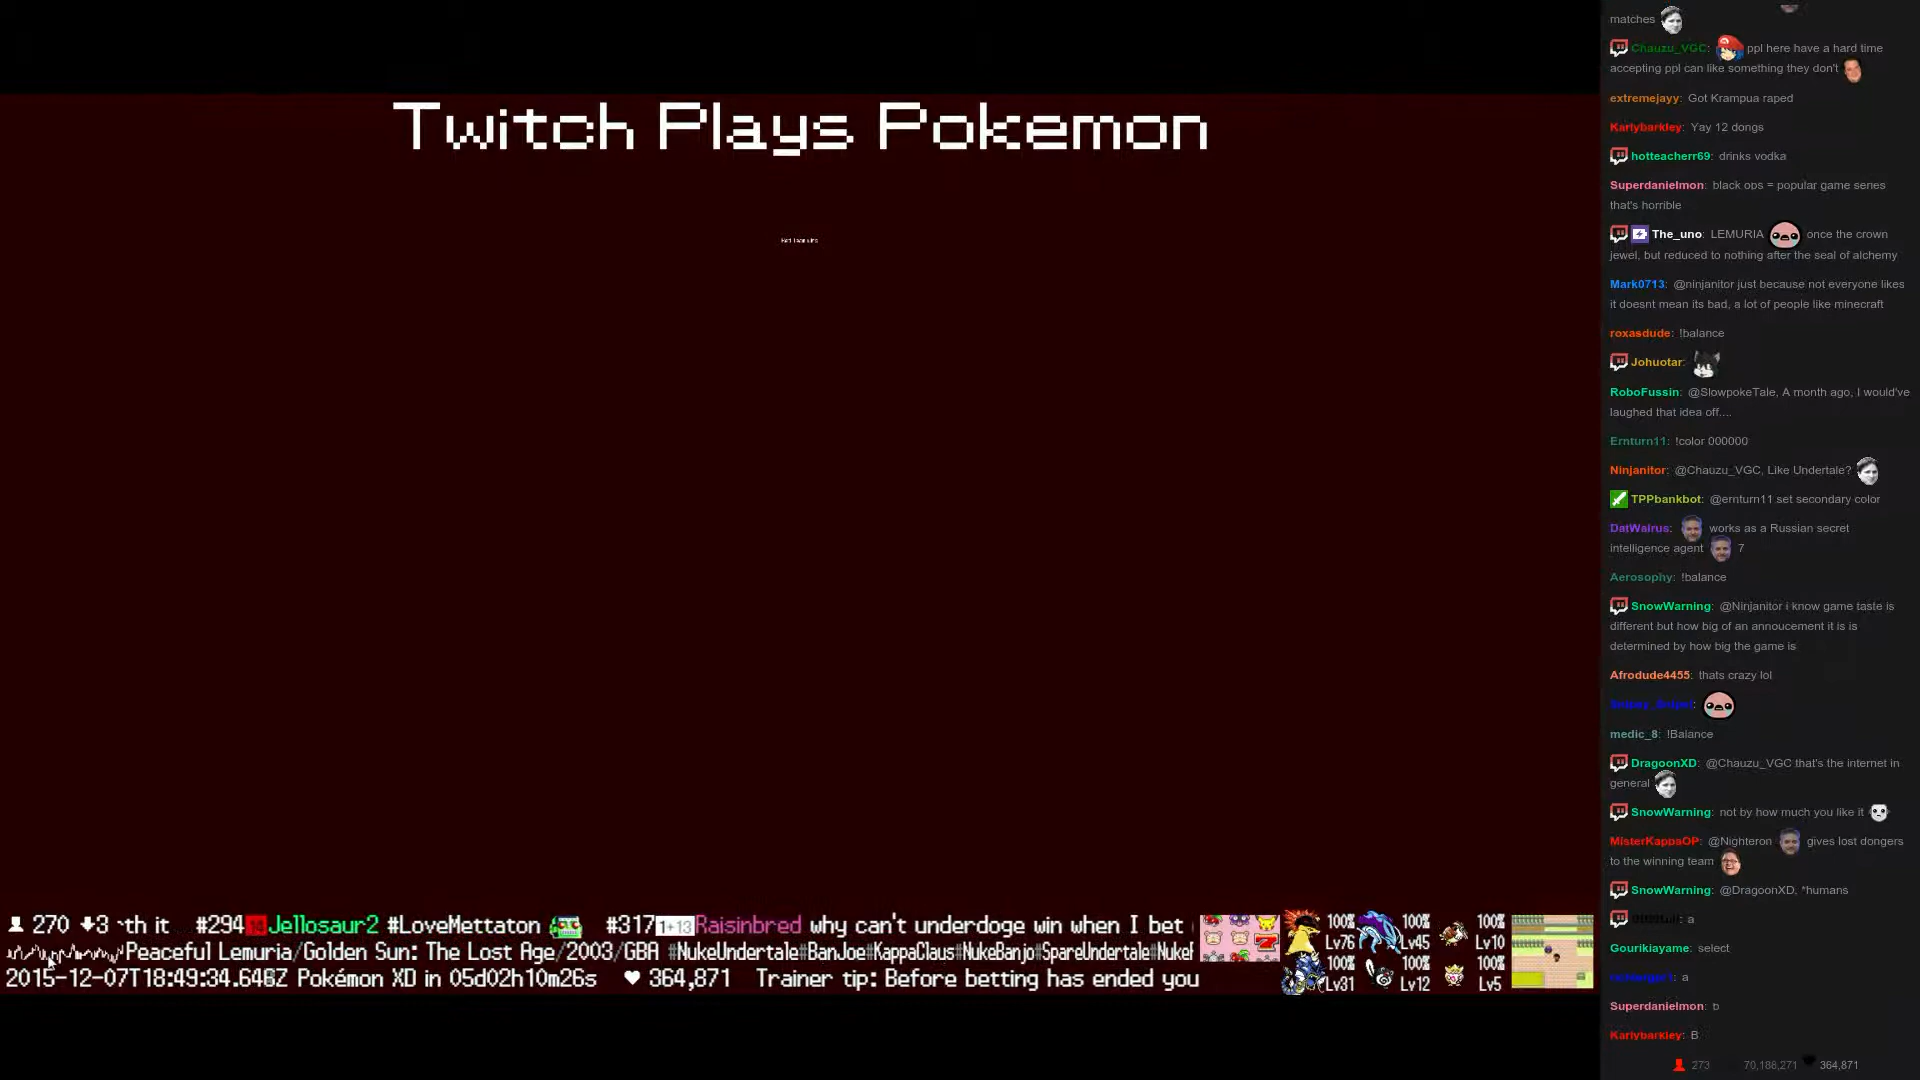 Twitch Plays Pokemon
270 3 th it #294 Jellosaur2 #LoveMettaton #317 1+13 Raisinbred why can't underdoge win when I bet
Peaceful Lemuria/Golden Sun: The Lost Age/2003/GBA #NukeUndertale#BanJoe#KappaClaus#NukeBanjo#SpareUndertale#Nuke
2015-12-07T18:49:34. Pokémon XD in 05d02h10m26s 364,871 Trainer tip: Before betting has ended you
100% 100% 100%
Lv76 Lv45 Lv10
100% 100% 100%
Lv31 Lv12 Lv5
matches
Chauzu_VGC: ppl here have a hard time
accepting ppl can like something they don't
extremejayy: Got Krampua raped
Karlybarkley: Yay 12 dongs
hotteacherr69: drinks vodka
Superdanielmon: black ops = popular game series
that's horrible
The_uno: LEMURIA once the crown
jewel, but reduced to nothing after the seal of alchemy
Mark0713: @ninjanitor just because not everyone likes
it doesnt mean its bad, a lot of people like minecraft
roxasdude: !balance
Johuotar:
RoboFussin: @SlowpokeTale, A month ago, I would've
laughed that idea off....
Ernturn11: !color 000000
Ninjanitor: @Chauzu_VGC, Like Undertale?
TPPbankbot: @ernturn11 set secondary color
DatWalrus: works as a Russian secret
intelligence agent 7
Aerosophy: !balance
SnowWarning: @Ninjanitor i know game taste is
different but how big of an annoucement it is is
determined by how big the game is
Afrodude4455: thats crazy lol
medic_8: !Balance
DragoonXD: @Chauzu_VGC that's the internet in
general
SnowWarning: not by how much you like it
MisterKappaOP: @Nighteron gives lost dongers
to the winning team
SnowWarning: @DragoonXD, *humans
a
Gourikiayame: select
a
Superdanielmon: b
Karlybarkley: B
273 70,188,271 364,871